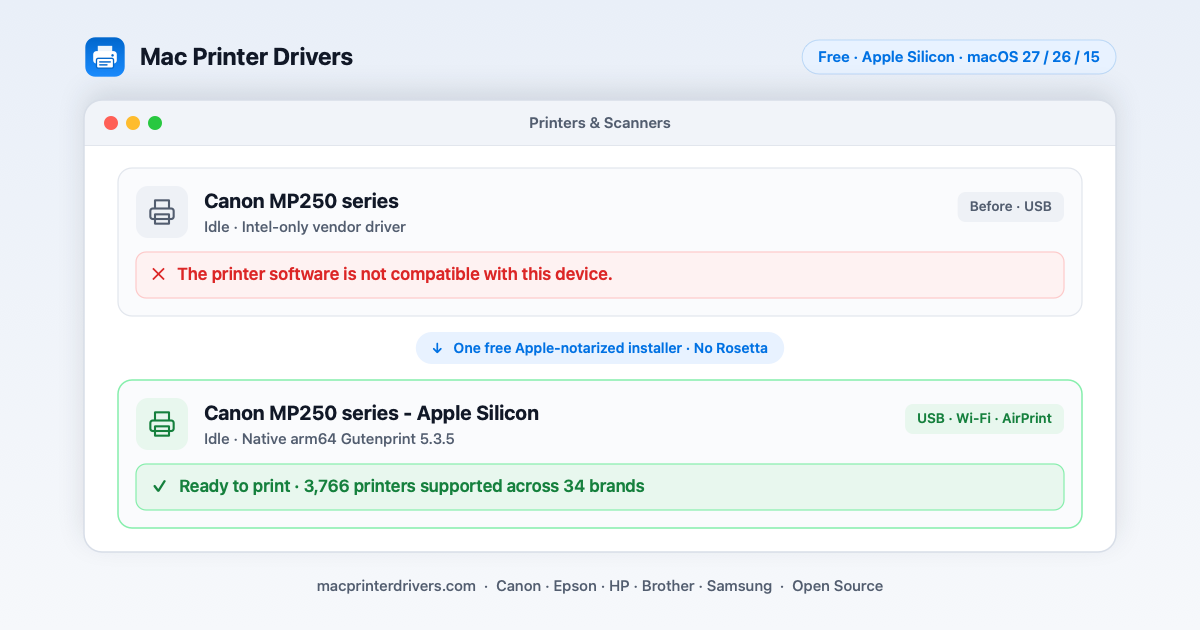 Mac Printer Drivers
Free · Apple Silicon · macOS 27 / 26 / 15
Printers & Scanners
Canon MP250 series
Idle · Intel-only vendor driver
Before · USB
The printer software is not compatible with this device.
One free Apple-notarized installer · No Rosetta
Canon MP250 series - Apple Silicon
Idle · Native arm64 Gutenprint 5.3.5
USB · Wi-Fi · AirPrint
Ready to print · 3,766 printers supported across 34 brands
macprinterdrivers.com · Canon · Epson · HP · Brother · Samsung · Open Source